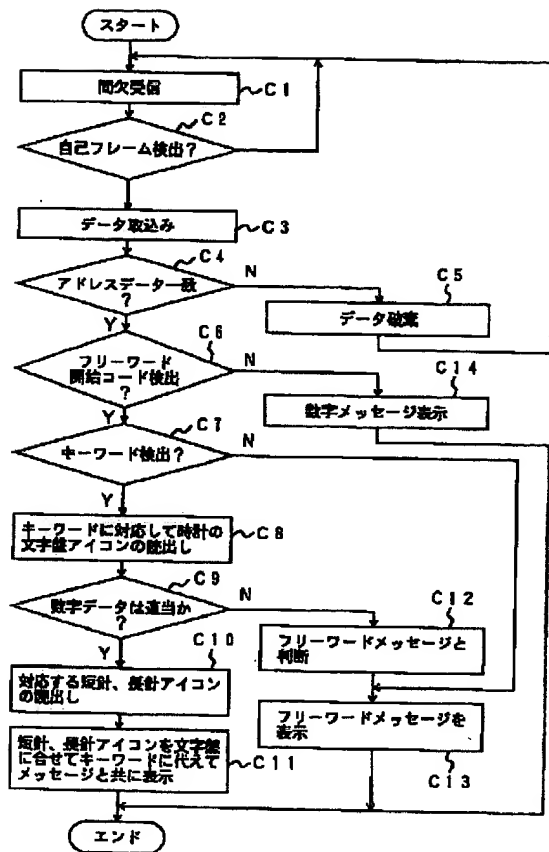 スタート
間欠受信
C1
C2
自己フレーム検出?
データ取込み
C3
C4
アドレスデータ一致
?
N
Y
C5
データ破棄
C6
フリーワード
開始コード検出
?
N
Y
C14
数字メッセージ表示
C7
キーワード検出?
N
Y
キーワードに対応して時計の
文字盤アイコンの読出し
C8
C9
数字データは適当か
?
N
Y
C12
フリーワードメッセージと
判断
C10
対応する短針、長針アイコン
の読出し
フリーワードメッセージを
表示
C13
短針、長針アイコンを文字盤
に合せてキーワードに代えて
メッセージと共に表示
C11
エンド